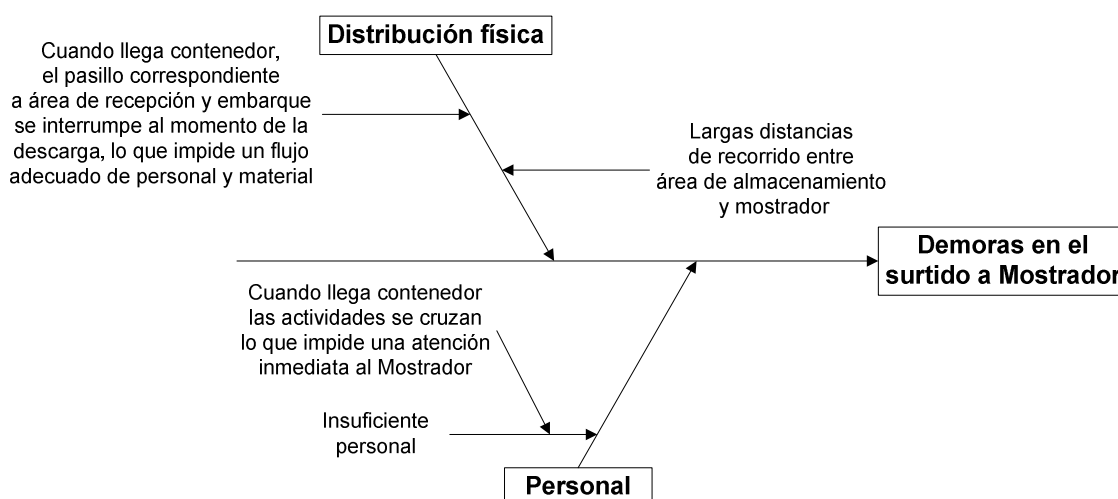 Distribución física
Cuando llega contenedor,
el pasillo correspondiente
a área de recepción y embarque
se interrumpe al momento de la
descarga, lo que impide un flujo
adecuado de personal y material
Largas distancias
de recorrido entre
área de almacenamiento
y mostrador
Demoras en el
surtido a Mostrador
Cuando llega contenedor
las actividades se cruzan
lo que impide una atención
inmediata al Mostrador
Insuficiente
personal
Personal